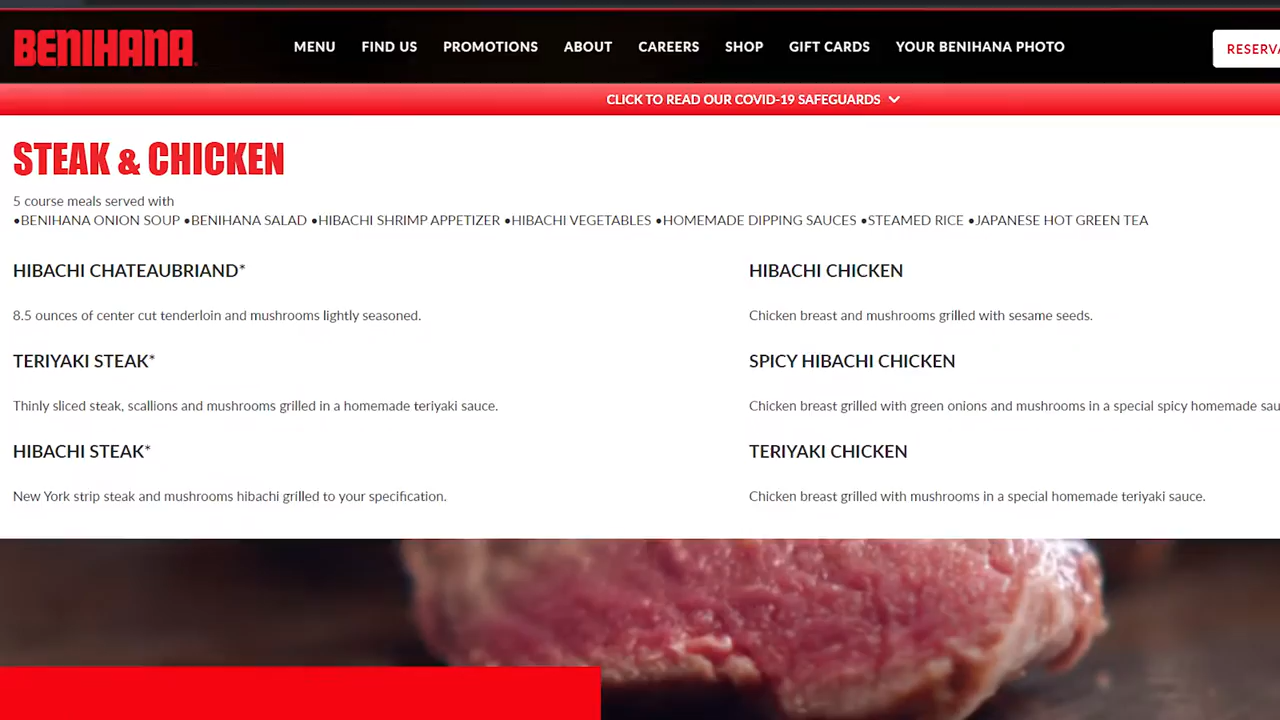 BENIHANA
MENU FIND US PROMOTIONS ABOUT CAREERS SHOP GIFT CARDS YOUR BENIHANA PHOTO
CLICK TO READ OUR COVID-19 SAFEGUARDS
STEAK & CHICKEN
5 course meals served with
•BENIHANA ONION SOUP •BENIHANA SALAD •HIBACHI SHRIMP APPETIZER •HIBACHI VEGETABLES •HOMEMADE DIPPING SAUCES •STEAMED RICE •JAPANESE HOT GREEN TEA
HIBACHI CHATEAUBRIAND*
8.5 ounces of center cut tenderloin and mushrooms lightly seasoned.
TERIYAKI STEAK*
Thinly sliced steak, scallions and mushrooms grilled in a homemade teriyaki sauce.
HIBACHI STEAK*
New York strip steak and mushrooms hibachi grilled to your specification.
HIBACHI CHICKEN
Chicken breast and mushrooms grilled with sesame seeds.
SPICY HIBACHI CHICKEN
Chicken breast grilled with green onions and mushrooms in a special spicy homemade
TERIYAKI CHICKEN
Chicken breast grilled with mushrooms in a special homemade teriyaki sauce.